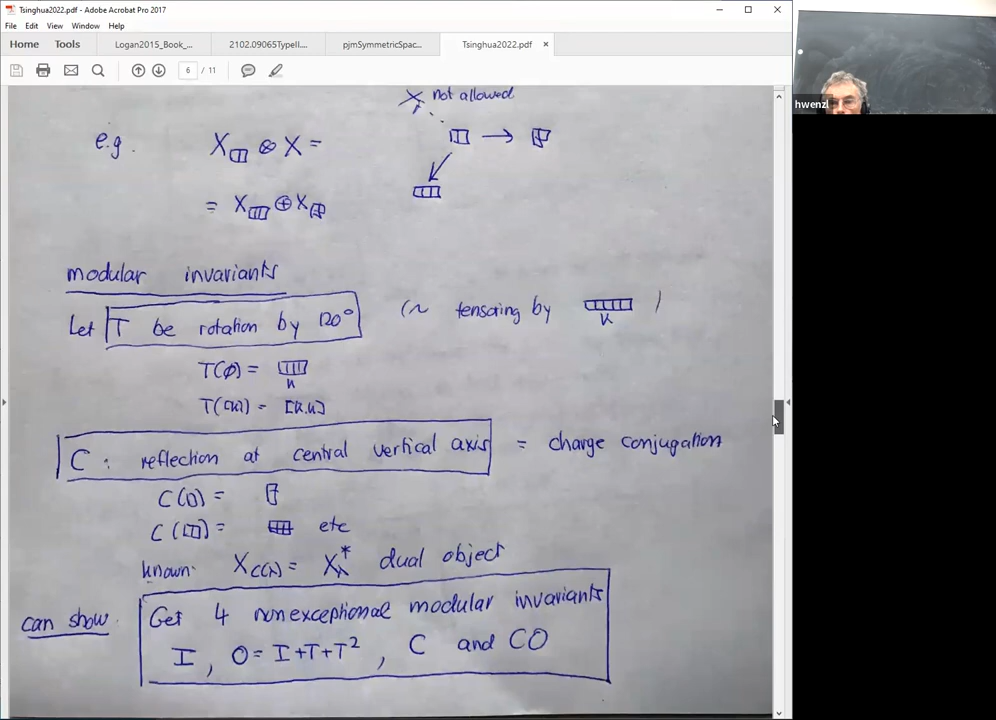 Tsinghua2022.pdf - Adobe Acrobat Pro 2017
File Edit View Window Help
Home Tools Logan2015_Book_... 2102.09065TypeII.... pjmSymmetricSpac... Tsinghua2022.pdf ×
6 / 11
hwenzl
not allowed
e.g. X ⊗ X =
= X ⊕ X
modular invariants
Let T be rotation by 120° (~ tensoring by )
k
T(φ) =
k
T([k]) = [k,k]
C: reflection at central vertical axis = charge conjugation
C(□) =
C( ) = etc
known: X_{C(λ)} = X_λ^* dual object
can show Get 4 nonexceptional modular invariants
I, O = I+T+T², C and CO